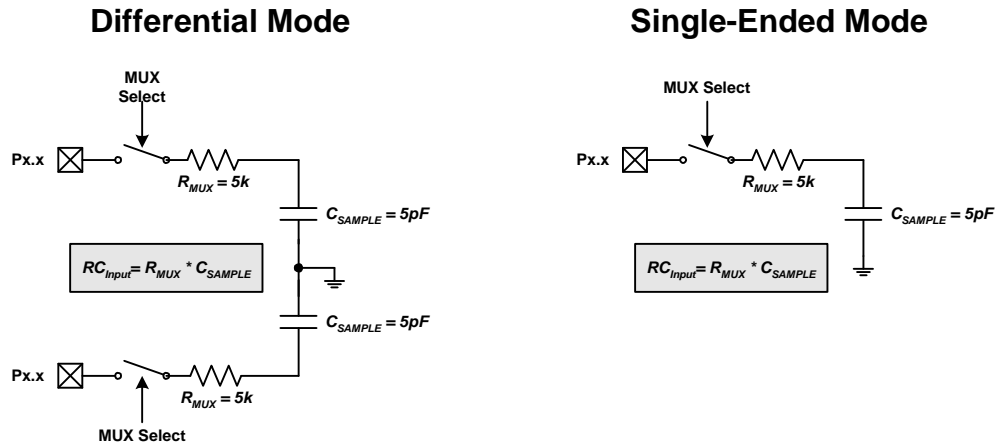 Differential Mode
MUX
Select
Px.x
R_MUX = 5k
C_SAMPLE = 5pF
RC_Input= R_MUX * C_SAMPLE
C_SAMPLE = 5pF
Px.x
R_MUX = 5k
MUX Select
Single-Ended Mode
MUX Select
Px.x
R_MUX = 5k
C_SAMPLE = 5pF
RC_Input= R_MUX * C_SAMPLE